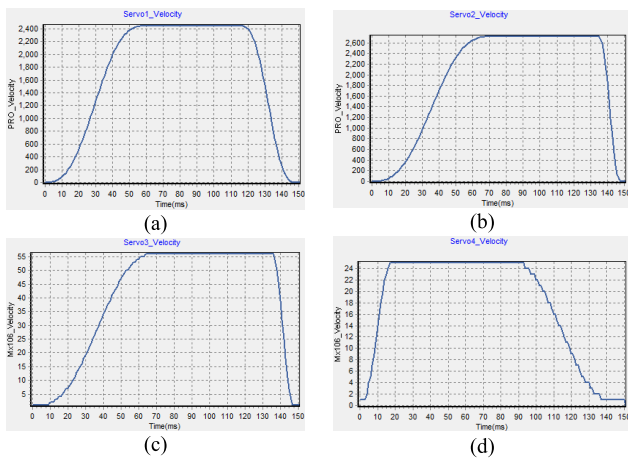 Servo1_Velocity
PRO_Velocity
2,400
2,200
2,000
1,800
1,600
1,400
1,200
1,000
800
600
400
200
0
0 10 20 30 40 50 60 70 80 90 100 110 120 130 140 150
Time(ms)
(a)
Servo2_Velocity
PRO_Velocity
2,600
2,400
2,200
2,000
1,800
1,600
1,400
1,200
1,000
800
600
400
200
0
0 10 20 30 40 50 60 70 80 90 100 110 120 130 140 150
Time(ms)
(b)
Servo3_Velocity
Mx106_Velocity
55
50
45
40
35
30
25
20
15
10
5
0 10 20 30 40 50 60 70 80 90 100 110 120 130 140 150
Time(ms)
(c)
Servo4_Velocity
Mx106_Velocity
24
22
20
18
16
14
12
10
8
6
4
2
0
0 10 20 30 40 50 60 70 80 90 100 110 120 130 140 150
Time(ms)
(d)